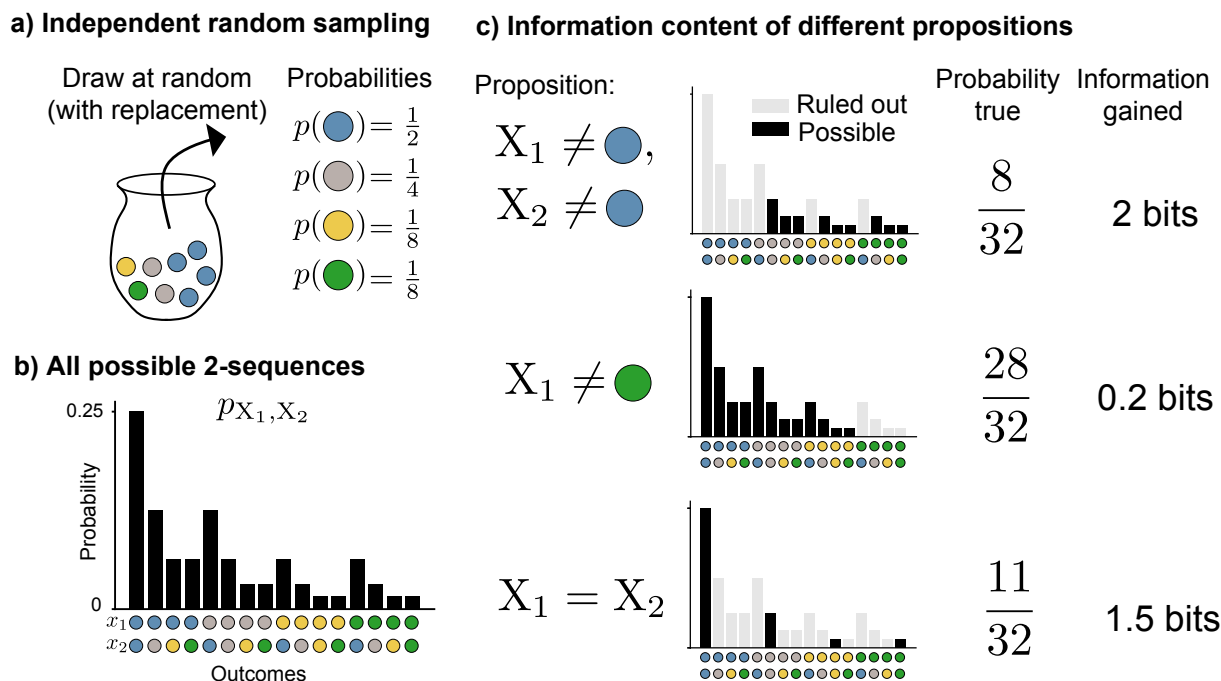 a) Independent random sampling
Draw at random
(with replacement)
Probabilities
p( ) = 1/2
p( ) = 1/4
p( ) = 1/8
p( ) = 1/8
b) All possible 2-sequences
0.25
pX1,X2
Probability
0
x1
x2
Outcomes
c) Information content of different propositions
Proposition:
Ruled out
Possible
Probability
true
Information
gained
X1 ≠ ,
X2 ≠
8/32
2 bits
X1 ≠
28/32
0.2 bits
X1 = X2
11/32
1.5 bits